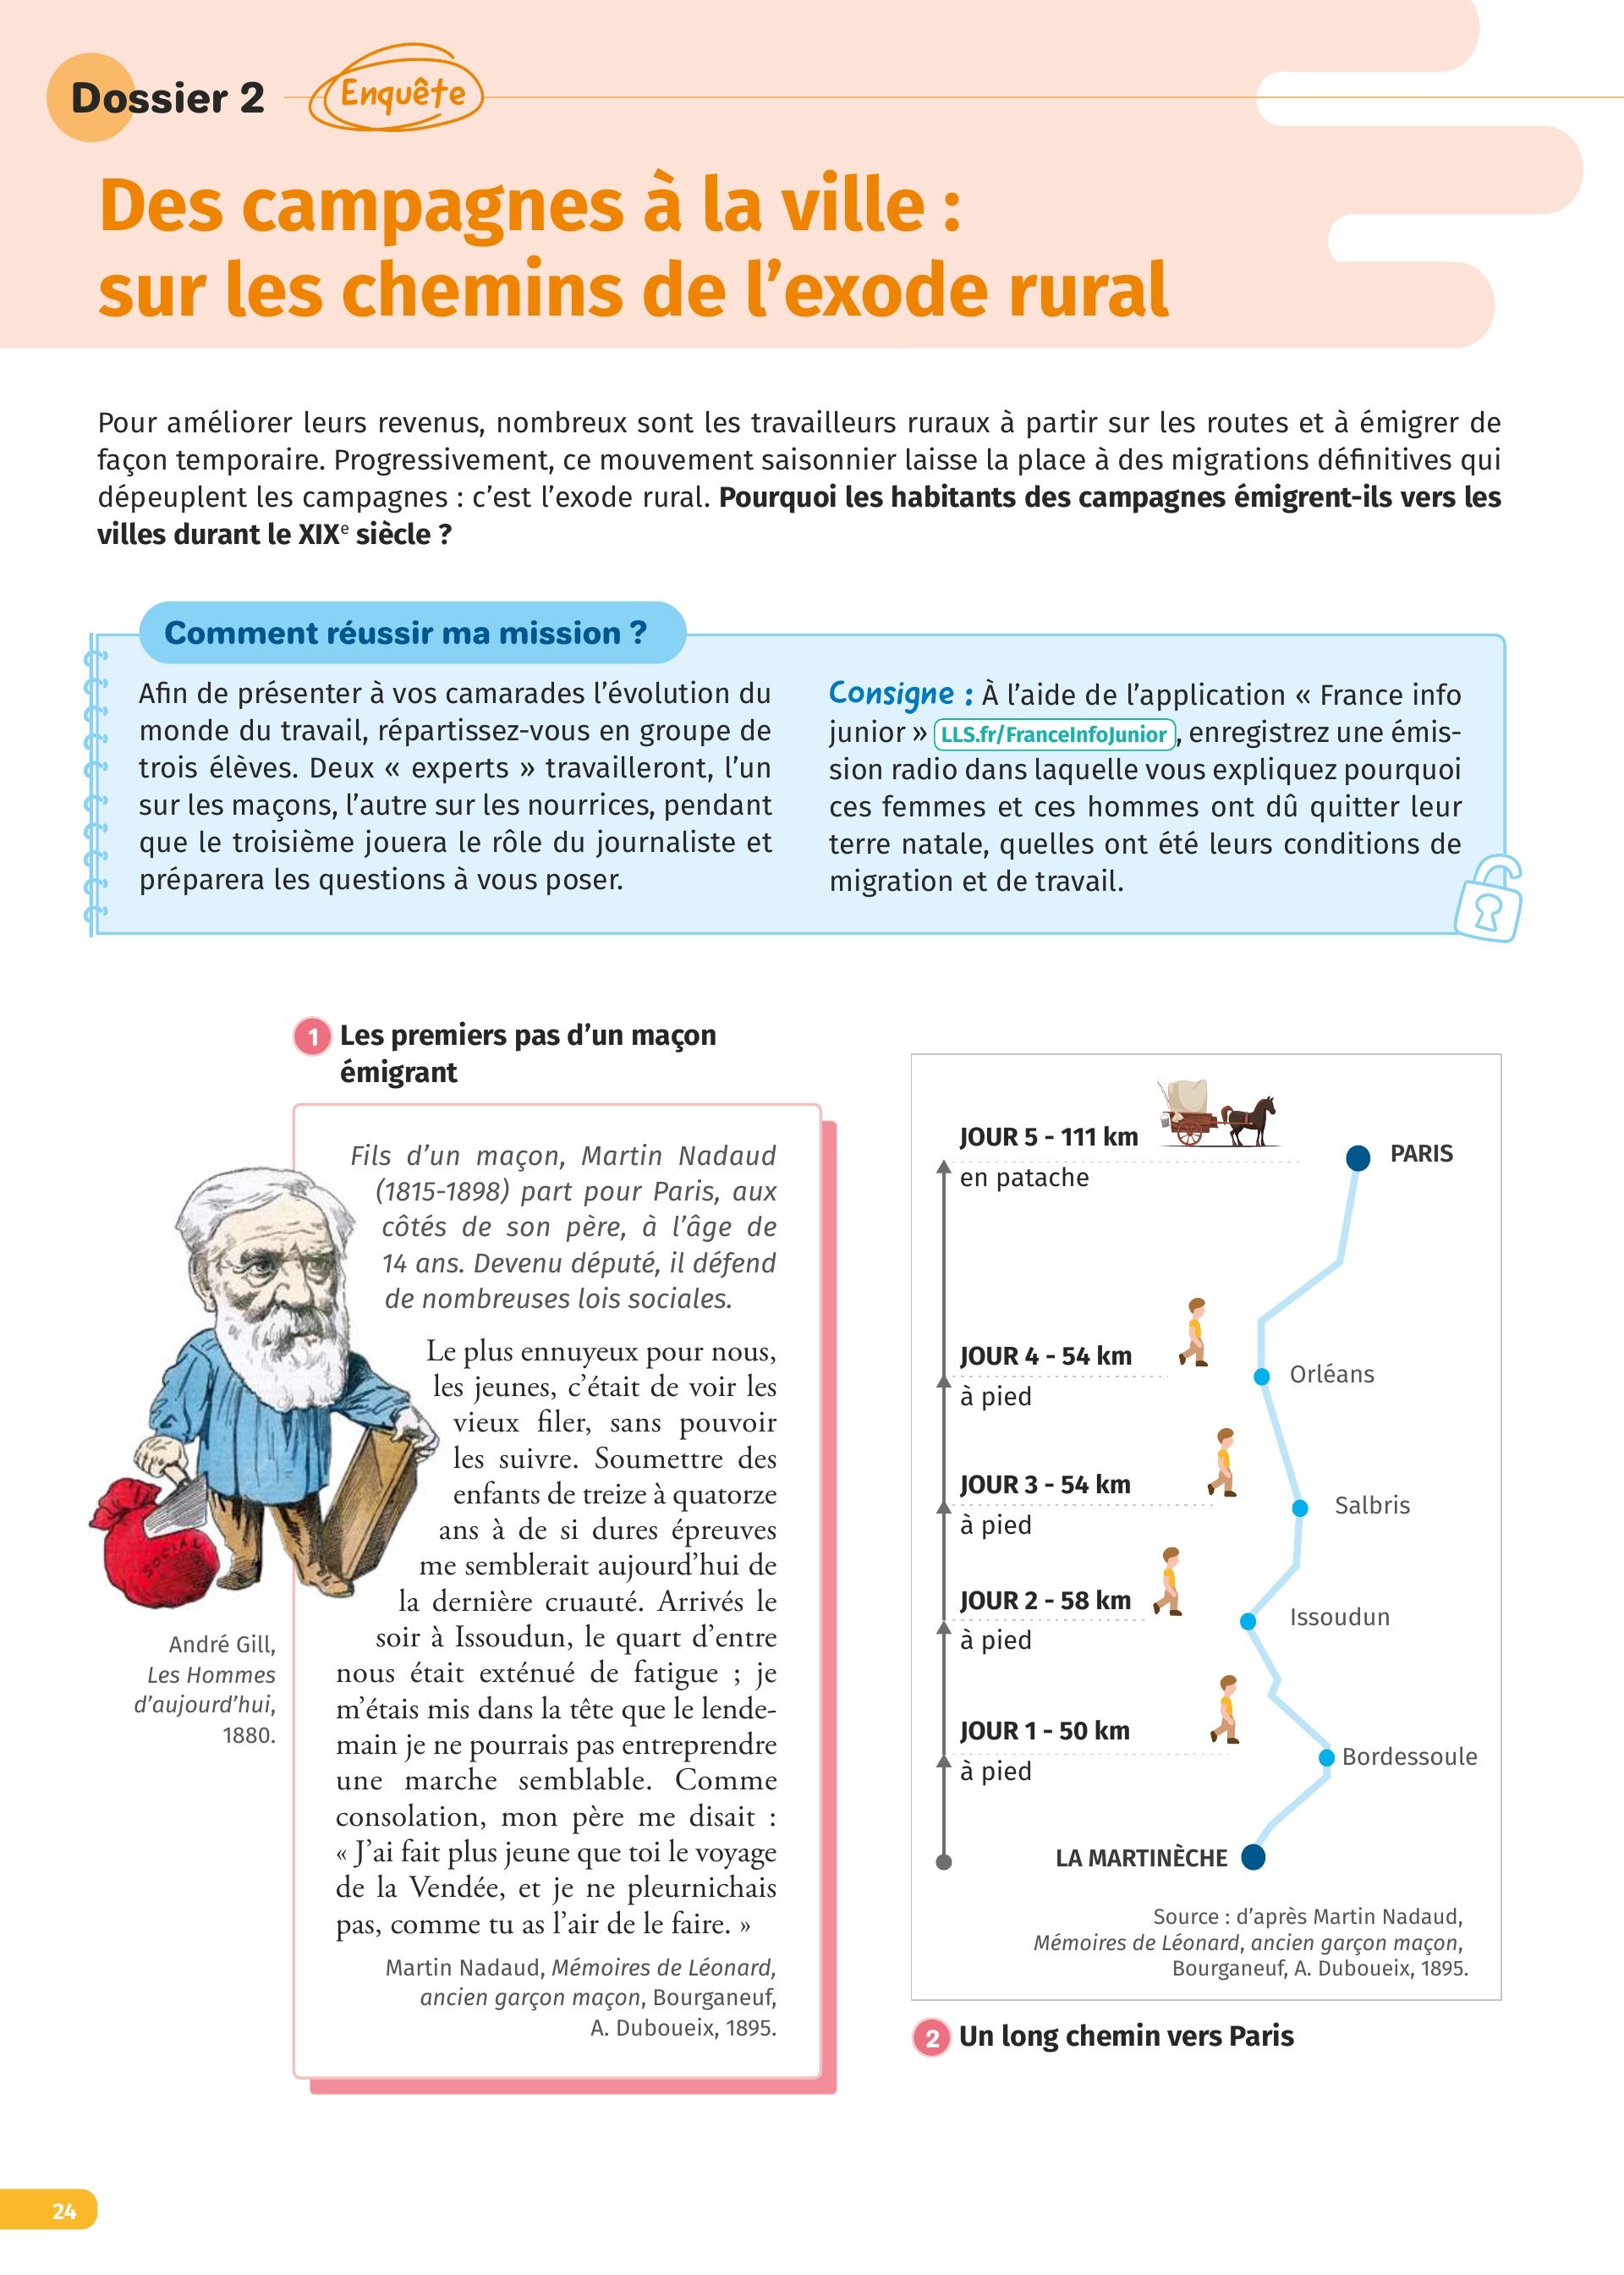 Dossier 2
Enquête
Des campagnes à la ville :
sur les chemins de l’exode rural
Pour améliorer leurs revenus, nombreux sont les travailleurs ruraux à partir sur les routes et à émigrer de
façon temporaire. Progressivement, ce mouvement saisonnier laisse la place à des migrations définitives qui
dépeuplent les campagnes : c’est l’exode rural. Pourquoi les habitants des campagnes émigrent-ils vers les
villes durant le XIXe siècle ?
Comment réussir ma mission ?
Afin de présenter à vos camarades l’évolution du
monde du travail, répartissez-vous en groupe de
trois élèves. Deux « experts » travailleront, l’un
sur les maçons, l’autre sur les nourrices, pendant
que le troisième jouera le rôle du journaliste et
préparera les questions à vous poser.
Consigne : À l’aide de l’application « France info
junior » LLS.fr/FranceInfoJunior, enregistrez une émis-
sion radio dans laquelle vous expliquez pourquoi
ces femmes et ces hommes ont dû quitter leur
terre natale, quelles ont été leurs conditions de
migration et de travail.
1 Les premiers pas d’un maçon
émigrant
Fils d’un maçon, Martin Nadaud
(1815-1898) part pour Paris, aux
côtés de son père, à l’âge de
14 ans. Devenu député, il défend
de nombreuses lois sociales.
Le plus ennuyeux pour nous,
les jeunes, c’était de voir les
vieux filer, sans pouvoir
les suivre. Soumettre des
enfants de treize à quatorze
ans à de si dures épreuves
me semblerait aujourd’hui de
la dernière cruauté. Arrivés le
soir à Issoudun, le quart d’entre
nous était exténué de fatigue ; je
m’étais mis dans la tête que le lende-
main je ne pourrais pas entreprendre
une marche semblable. Comme
consolation, mon père me disait :
« J’ai fait plus jeune que toi le voyage
de la Vendée, et je ne pleurnichais
pas, comme tu as l’air de le faire. »
Martin Nadaud, Mémoires de Léonard,
ancien garçon maçon, Bourganeuf,
A. Duboueix, 1895.
SOCIAL
André Gill,
Les Hommes
d’aujourd’hui,
1880.
JOUR 5 - 111 km
en patache
PARIS
JOUR 4 - 54 km
à pied
Orléans
JOUR 3 - 54 km
à pied
Salbris
JOUR 2 - 58 km
à pied
Issoudun
JOUR 1 - 50 km
à pied
Bordessoule
LA MARTINÈCHE
Source : d’après Martin Nadaud,
Mémoires de Léonard, ancien garçon maçon,
Bourganeuf, A. Duboueix, 1895.
2 Un long chemin vers Paris
24